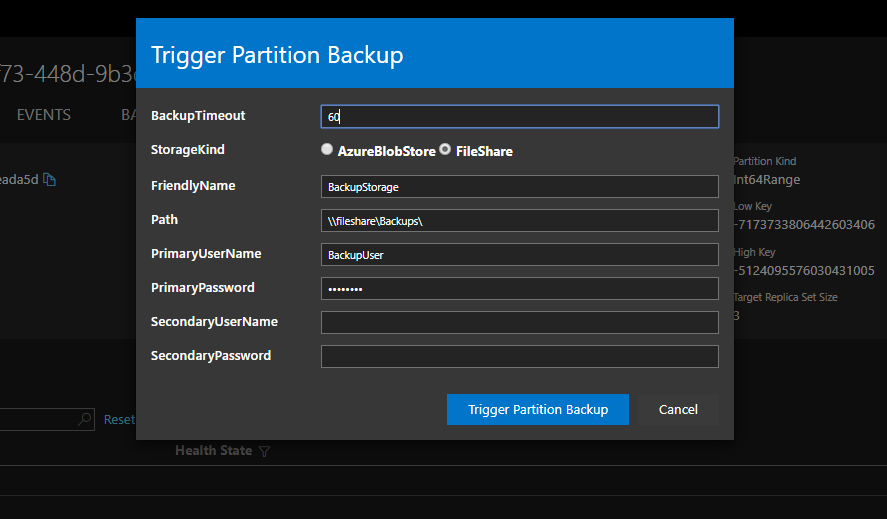 Trigger Partition Backup
f73-448d-9b3
EVENTS BA
BackupTimeout 60
StorageKind AzureBlobStore FileShare
eada5d
Partition Kind
Int64Range
FriendlyName BackupStorage
Low Key
-7173733806442603406
Path \\fileshare\Backups\
High Key
-5124095576030431005
PrimaryUserName BackupUser
PrimaryPassword ••••••••
Target Replica Set Size
3
SecondaryUserName
SecondaryPassword
Trigger Partition Backup Cancel
Reset
Health State